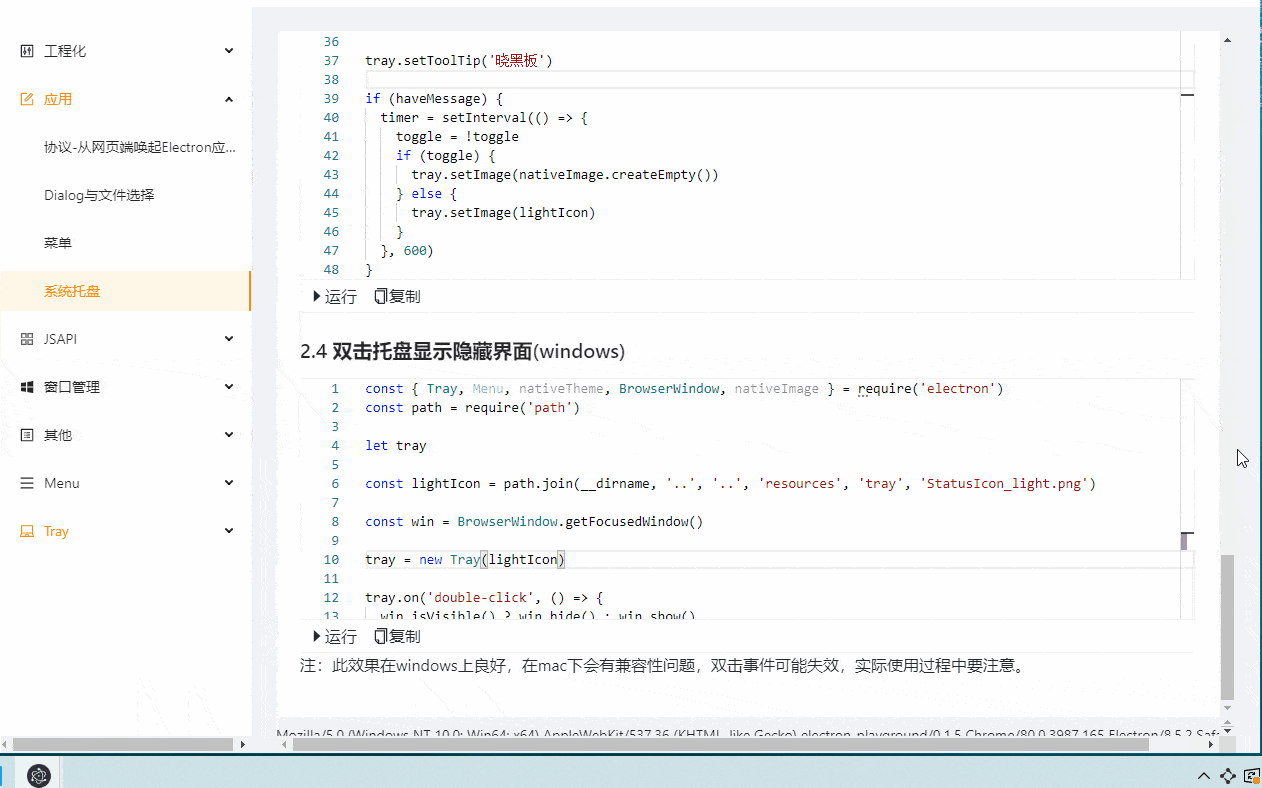 工程化
应用
协议-从网页端唤起Electron应...
Dialog与文件选择
菜单
系统托盘
JSAPI
窗口管理
其他
Menu
Tray
36
37 tray.setToolTip('晓黑板')
38
39 if (haveMessage) {
40 timer = setInterval(() => {
41 toggle = !toggle
42 if (toggle) {
43 tray.setImage(nativeImage.createEmpty())
44 } else {
45 tray.setImage(lightIcon)
46 }
47 }, 600)
48 }
运行 复制
2.4 双击托盘显示隐藏界面(windows)
1 const { Tray, Menu, nativeTheme, BrowserWindow, nativeImage } = require('electron')
2 const path = require('path')
3
4 let tray
5
6 const lightIcon = path.join(__dirname, '..', '..', 'resources', 'tray', 'StatusIcon_light.png')
7
8 const win = BrowserWindow.getFocusedWindow()
9
10 tray = new Tray(lightIcon)
11
12 tray.on('double-click', () => {
13 win.isVisible() ? win.hide() : win.show()
运行 复制
注：此效果在windows上良好，在mac下会有兼容性问题，双击事件可能失效，实际使用过程中要注意。
Mozilla/5.0 (Windows NT 10.0; Win64; x64) AppleWebKit/537.36 (KHTML, like Gecko) electron-playground/0.1.5 Chrome/80.0.3987.165 Electron/8.5.2 Safa